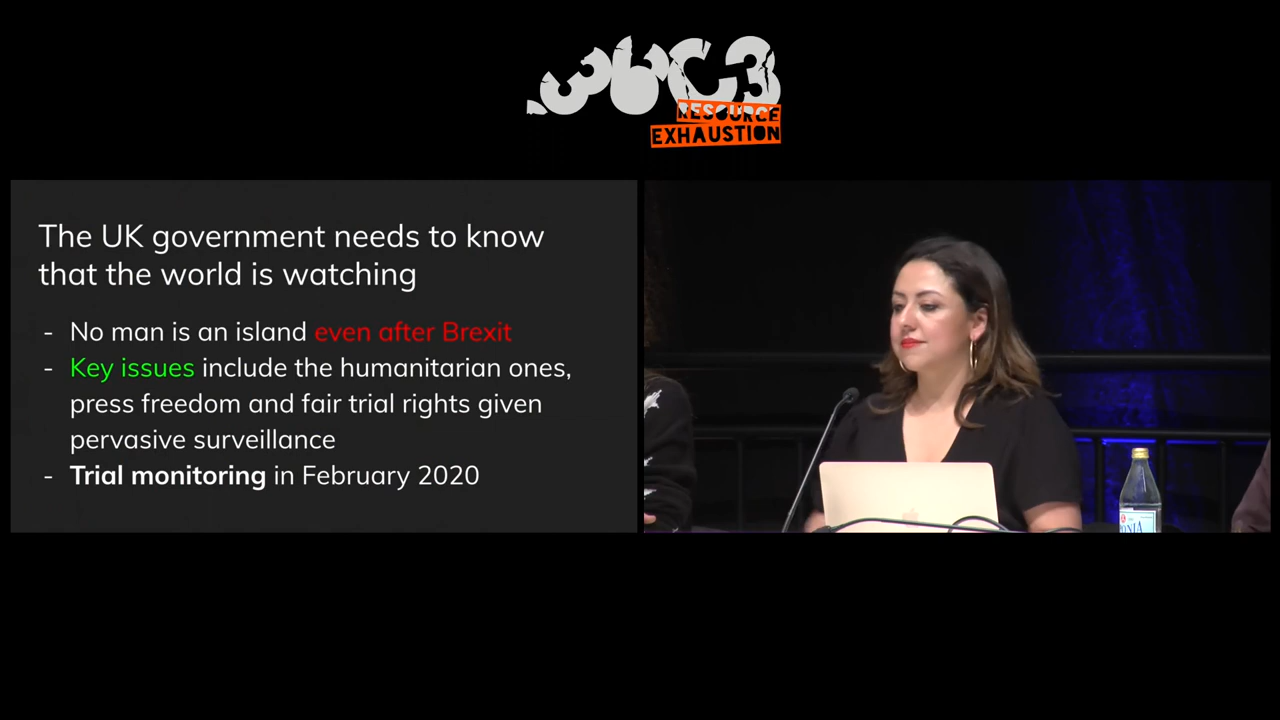 36C3
RESOURCE
EXHAUSTION
The UK government needs to know
that the world is watching
- No man is an island even after Brexit
- Key issues include the humanitarian ones,
press freedom and fair trial rights given
pervasive surveillance
- Trial monitoring in February 2020